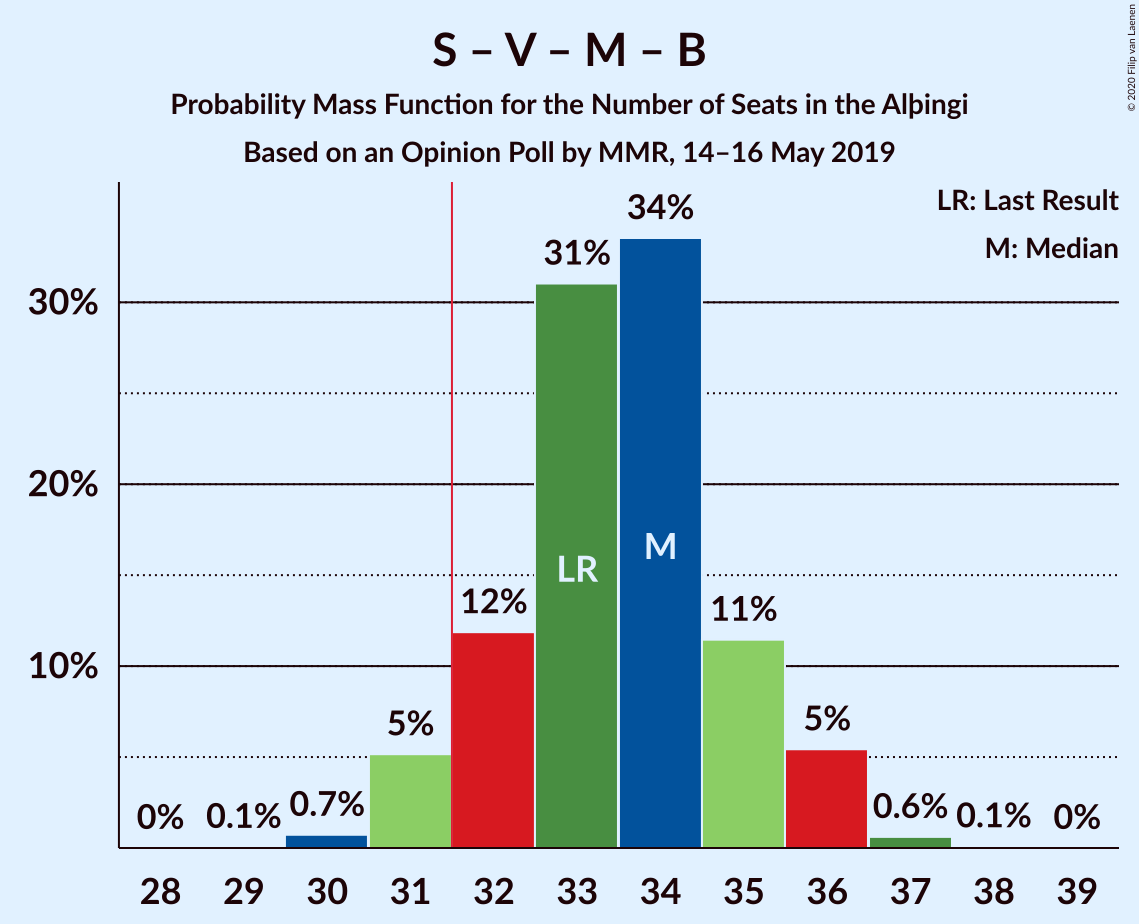 S – V – M – B
Probability Mass Function for the Number of Seats in the Alþingi
Based on an Opinion Poll by MMR, 14–16 May 2019
© 2020 Filip van Laenen
LR: Last Result
M: Median
30%
20%
10%
0%
0.1%
0.7%
5%
12%
31%
34%
11%
5%
0.6%
0.1%
0%
LR
M
28 29 30 31 32 33 34 35 36 37 38 39